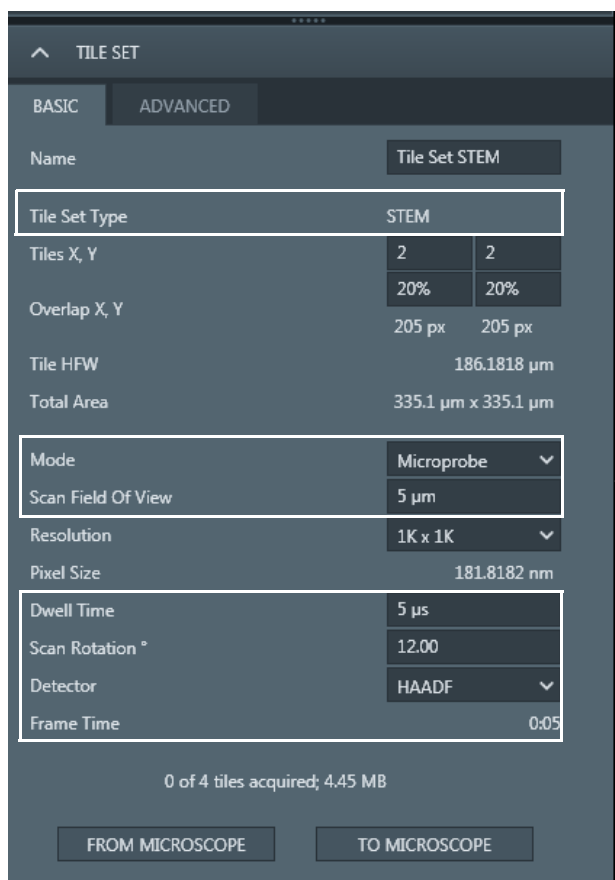 TILE SET
BASIC ADVANCED
Name Tile Set STEM
Tile Set Type STEM
Tiles X, Y 2 2
20% 20%
Overlap X, Y
205 px 205 px
Tile HFW 186.1818 µm
Total Area 335.1 µm x 335.1 µm
Mode Microprobe
Scan Field Of View 5 µm
Resolution 1K x 1K
Pixel Size 181.8182 nm
Dwell Time 5 µs
Scan Rotation ° 12.00
Detector HAADF
Frame Time 0:05
0 of 4 tiles acquired; 4.45 MB
FROM MICROSCOPE TO MICROSCOPE